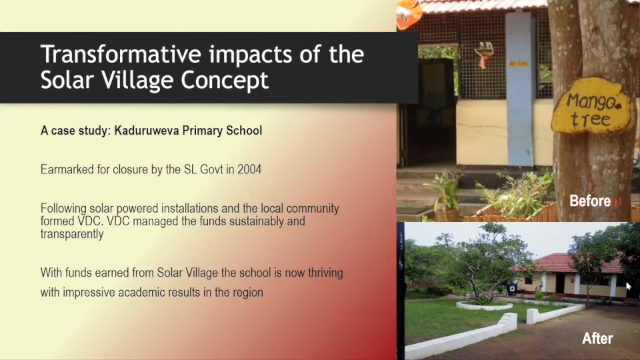 Transformative impacts of the
Solar Village Concept
A case study: Kaduruweva Primary School
Earmarked for closure by the SL Govt in 2004
Following solar powered installations and the local community
formed VDC. VDC managed the funds sustainably and
transparently
With funds earned from Solar Village the school is now thriving
with impressive academic results in the region
Mango
tree
Before
After